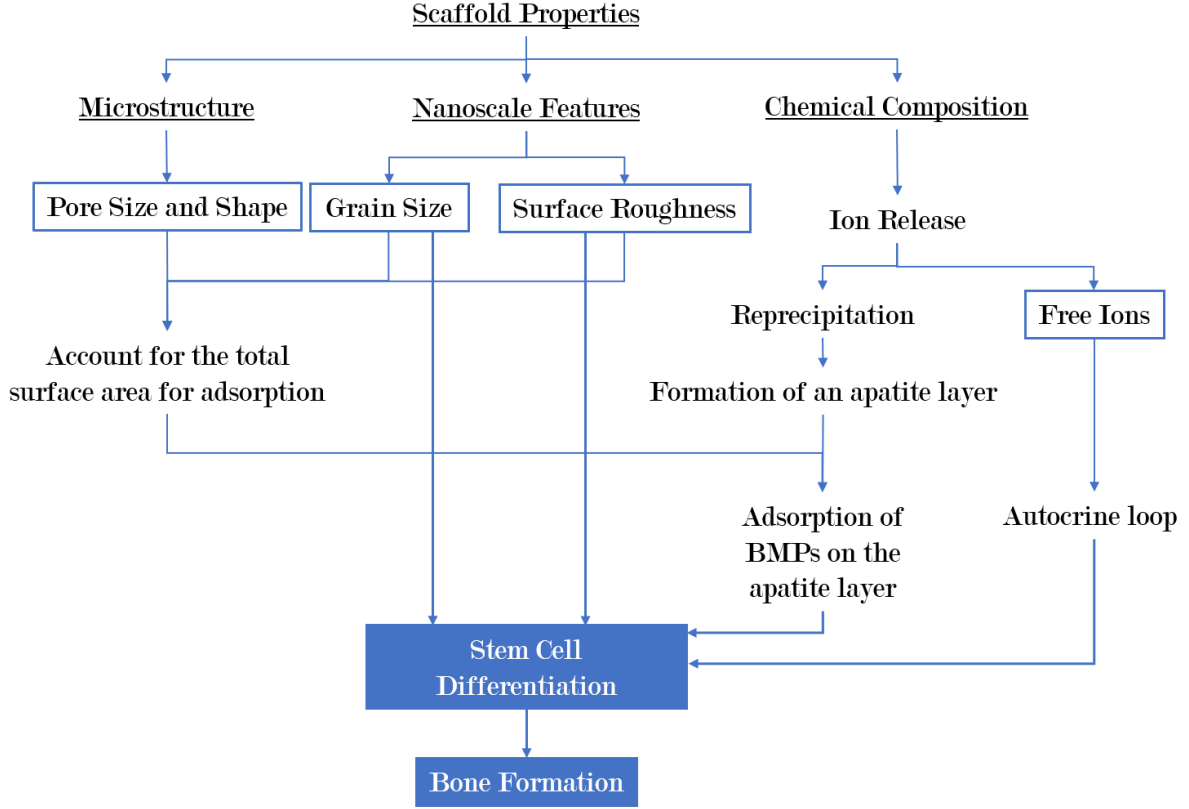 Scaffold Properties
Microstructure
Nanoscale Features
Chemical Composition
Pore Size and Shape
Grain Size
Surface Roughness
Ion Release
Reprecipitation
Free Ions
Account for the total
surface area for adsorption
Formation of an apatite layer
Adsorption of
BMPs on the
apatite layer
Autocrine loop
Stem Cell
Differentiation
Bone Formation